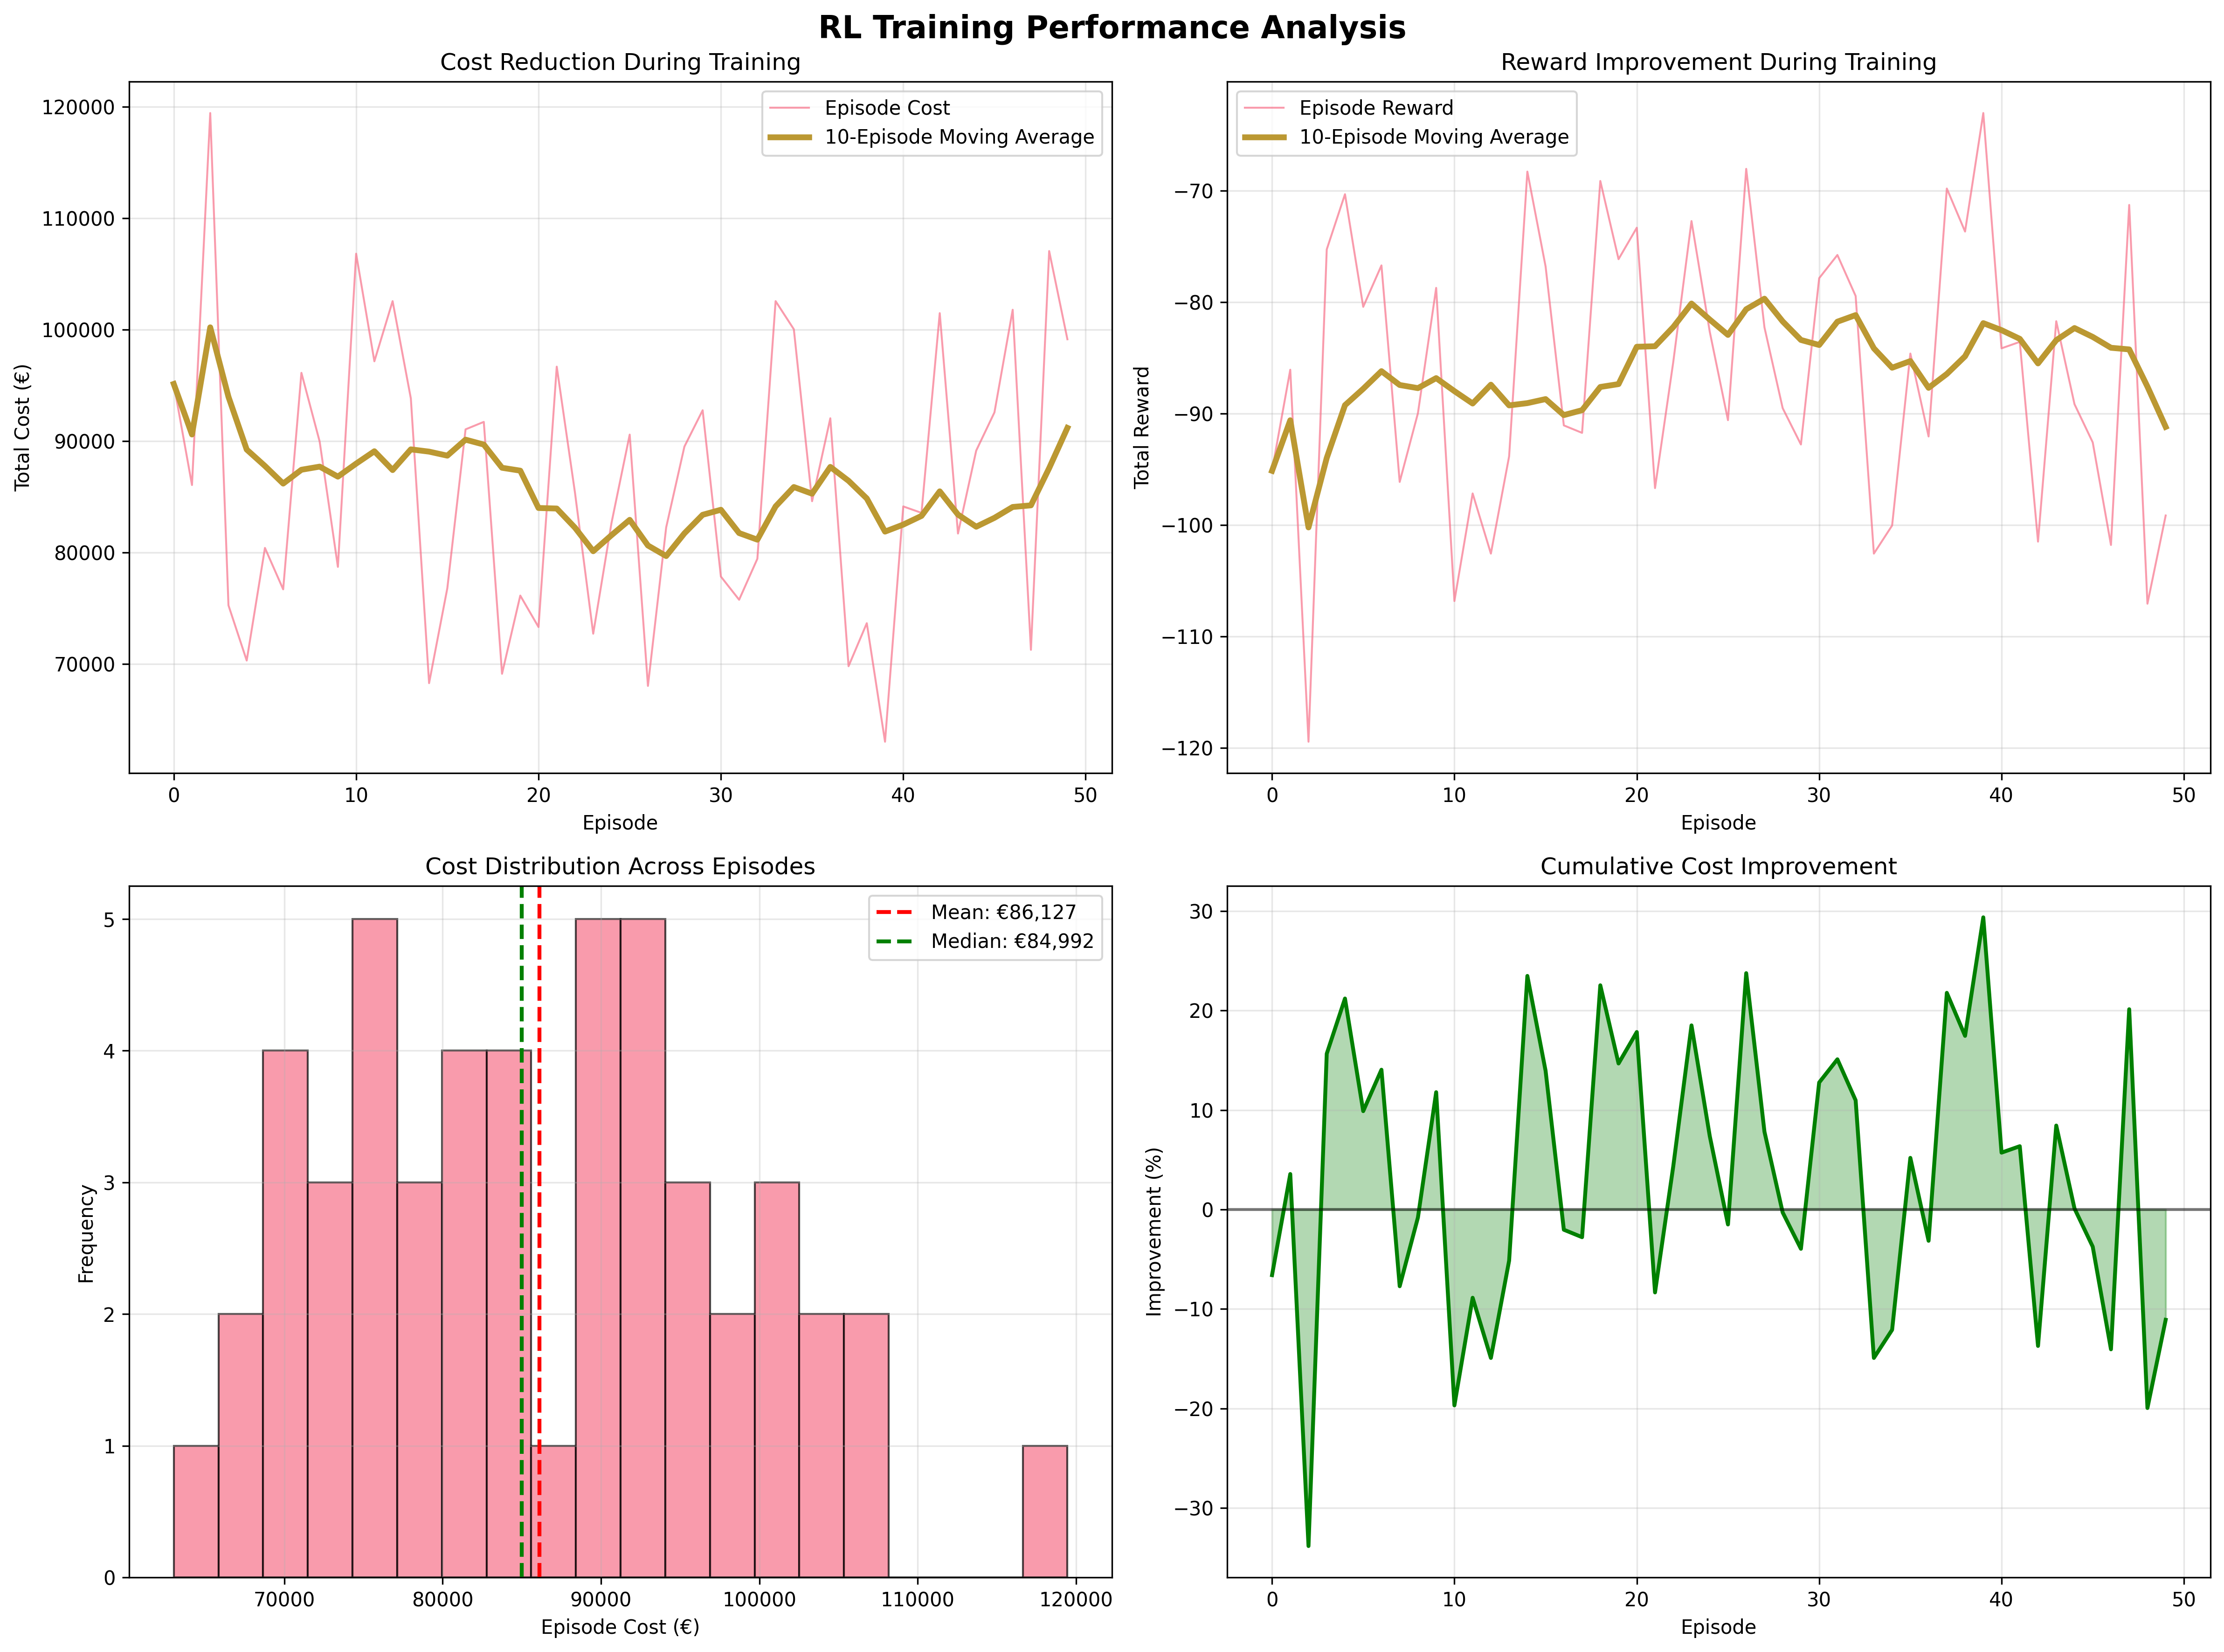 RL Training Performance Analysis
Cost Reduction During Training
Total Cost (€)
120000
110000
100000
90000
80000
70000
Episode Cost
10-Episode Moving Average
0 10 20 30 40 50
Episode
Reward Improvement During Training
Total Reward
−70
−80
−90
−100
−110
−120
Episode Reward
10-Episode Moving Average
0 10 20 30 40 50
Episode
Cost Distribution Across Episodes
Frequency
5
4
3
2
1
0
Mean: €86,127
Median: €84,992
70000 80000 90000 100000 110000 120000
Episode Cost (€)
Cumulative Cost Improvement
Improvement (%)
30
20
10
0
−10
−20
−30
0 10 20 30 40 50
Episode